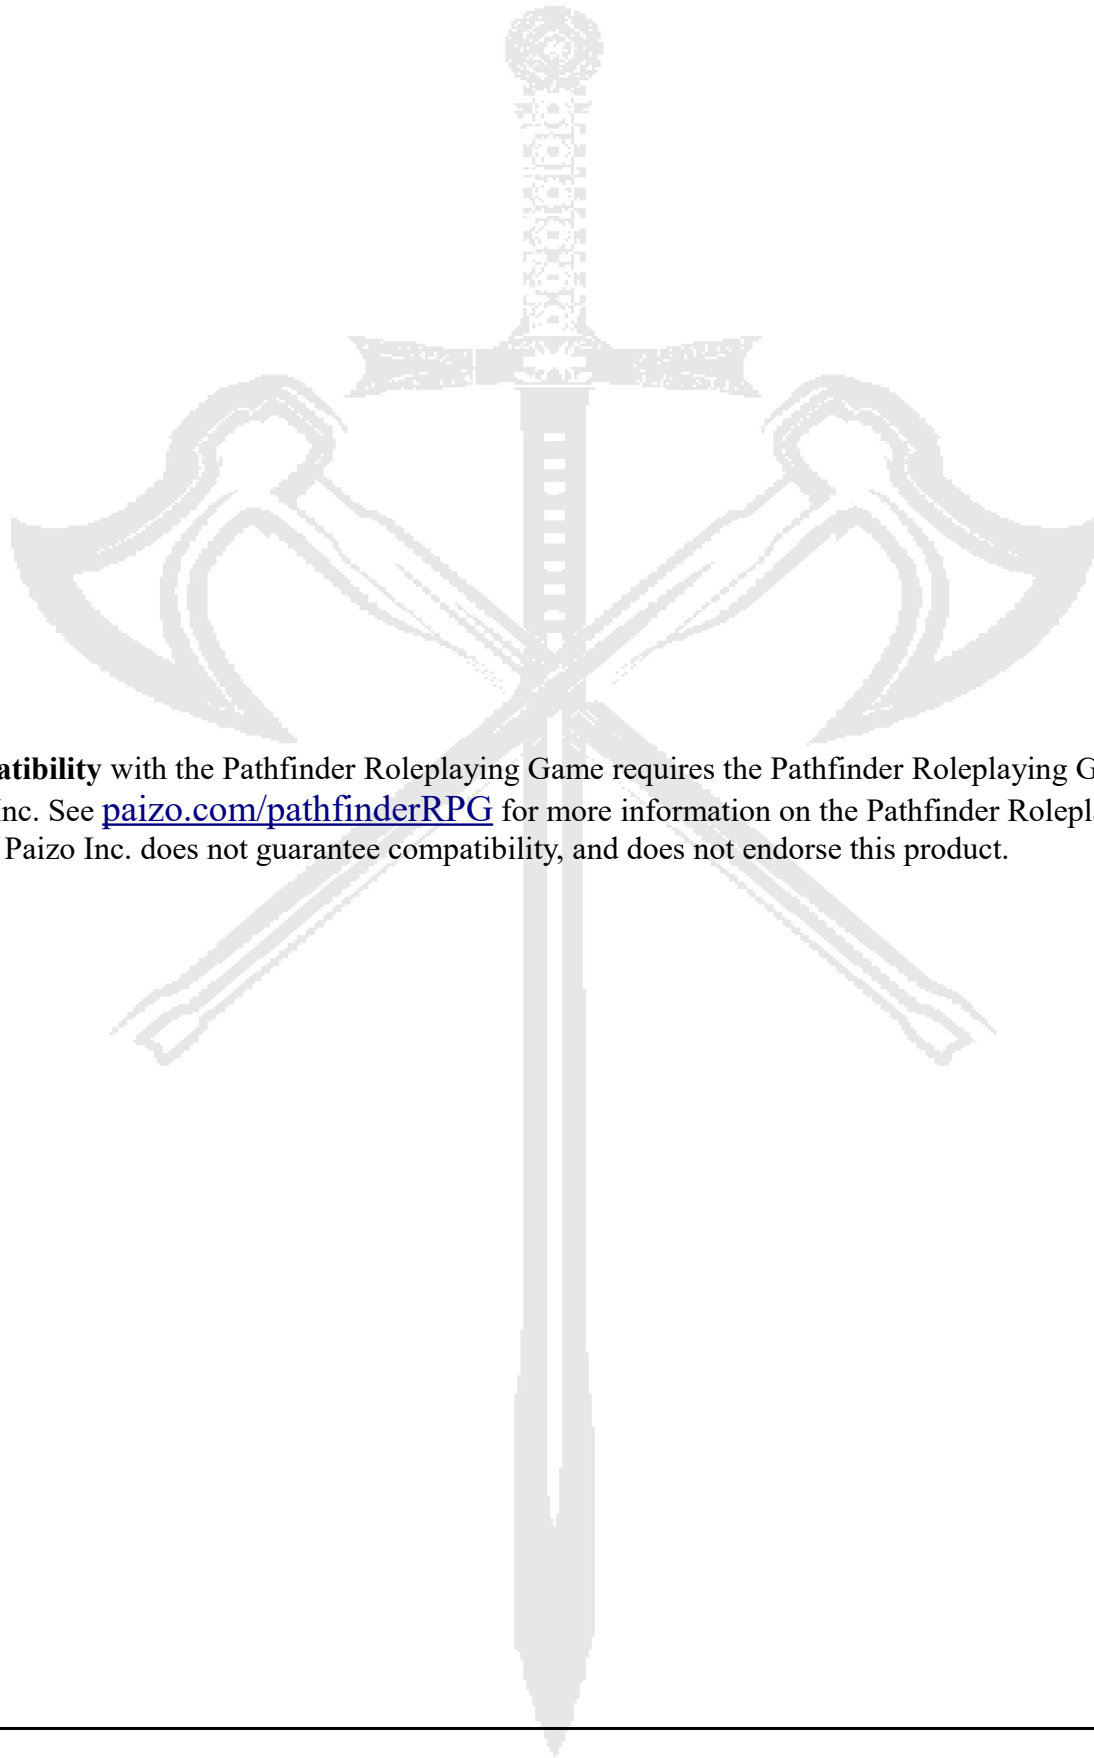 atibility with the Pathfinder Roleplaying Game requires the Pathfinder Roleplaying G
nc. See paizo.com/pathfinderRPG for more information on the Pathfinder Rolepl
Paizo Inc. does not guarantee compatibility, and does not endorse this product.